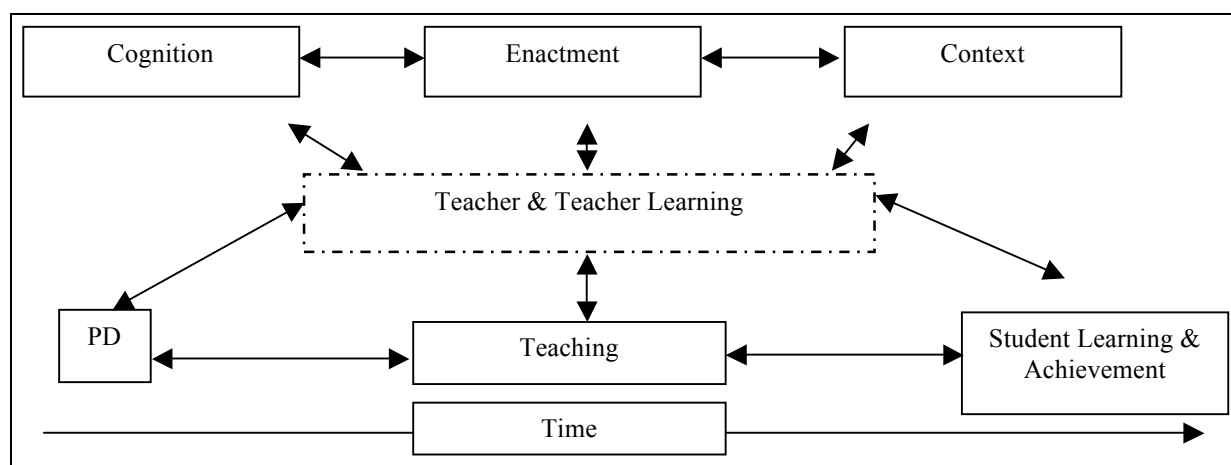 Cognition
Enactment
Context
Teacher & Teacher Learning
PD
Teaching
Student Learning &
Achievement
Time